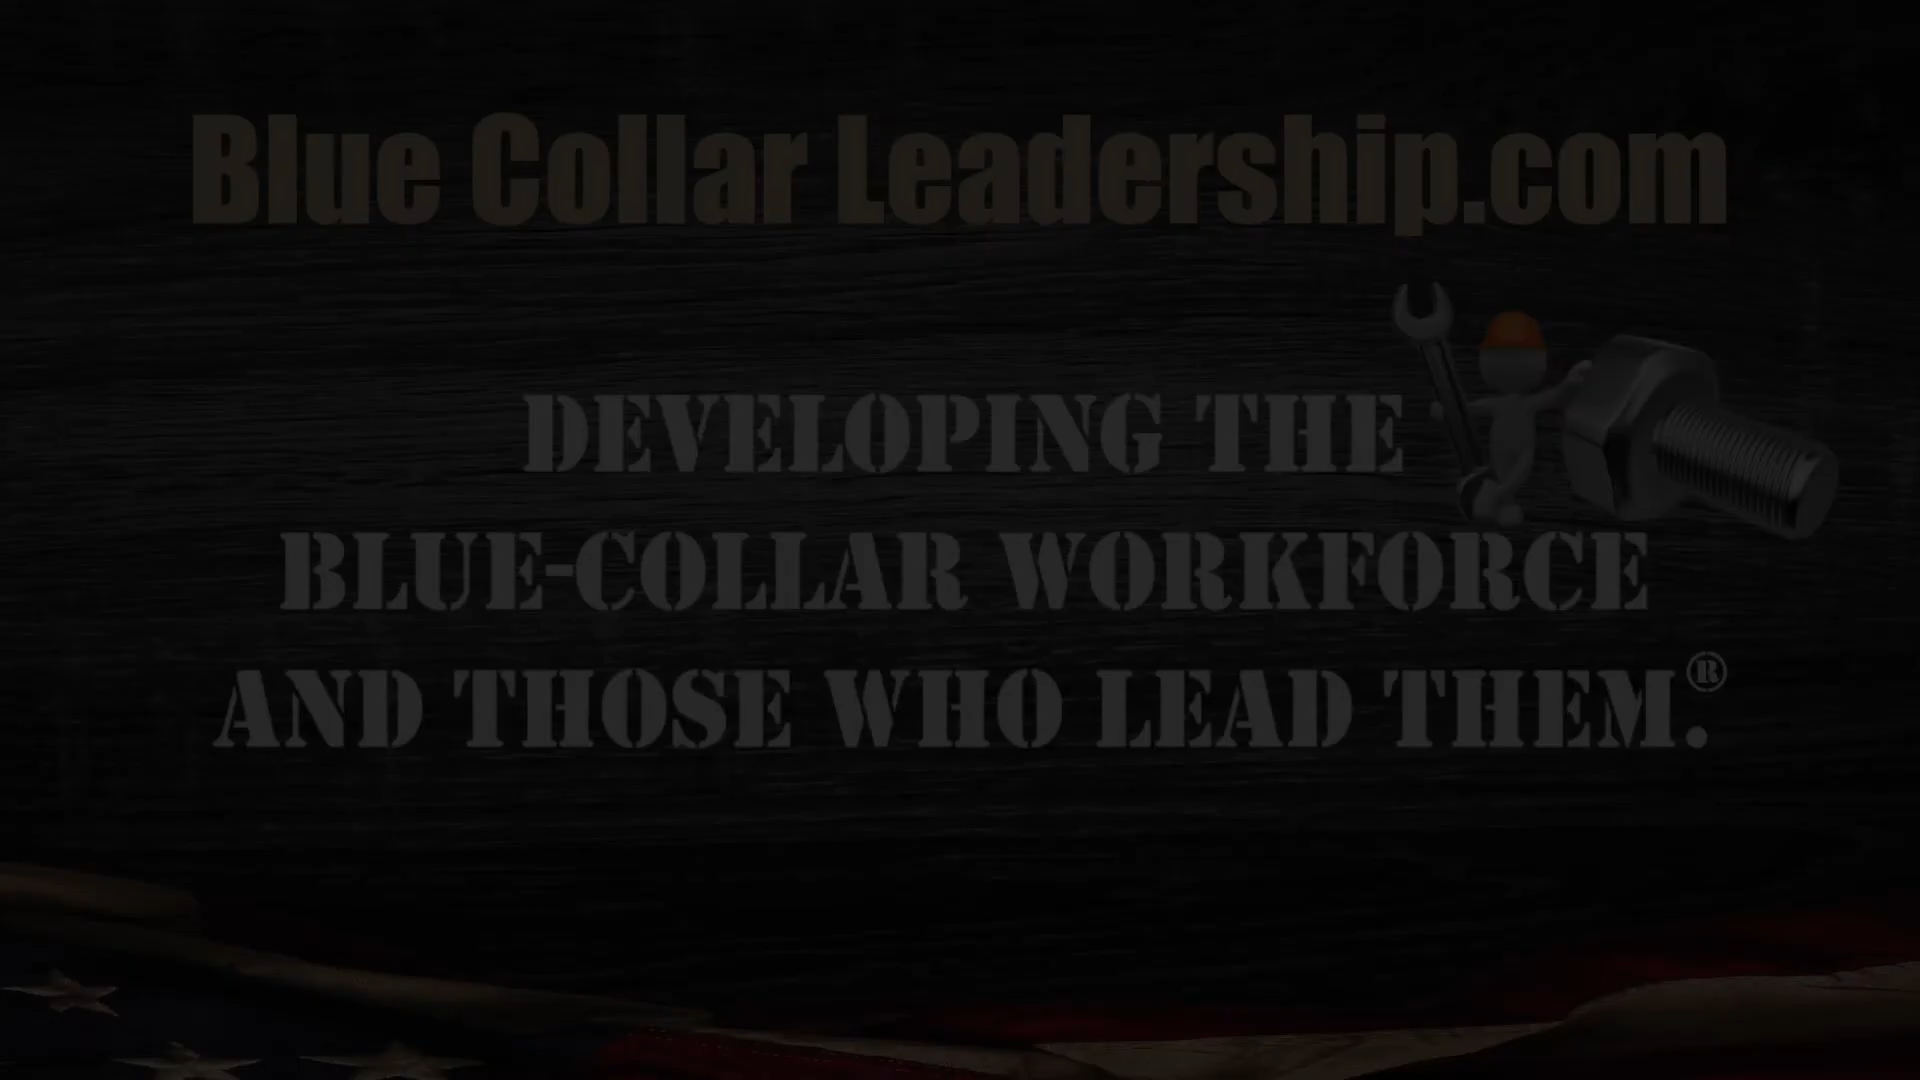 Blue Collar Leadership.com
DEVELOPING THE
BLUE-COLLAR WORKFORCE
AND THOSE WHO LEAD THEM.®